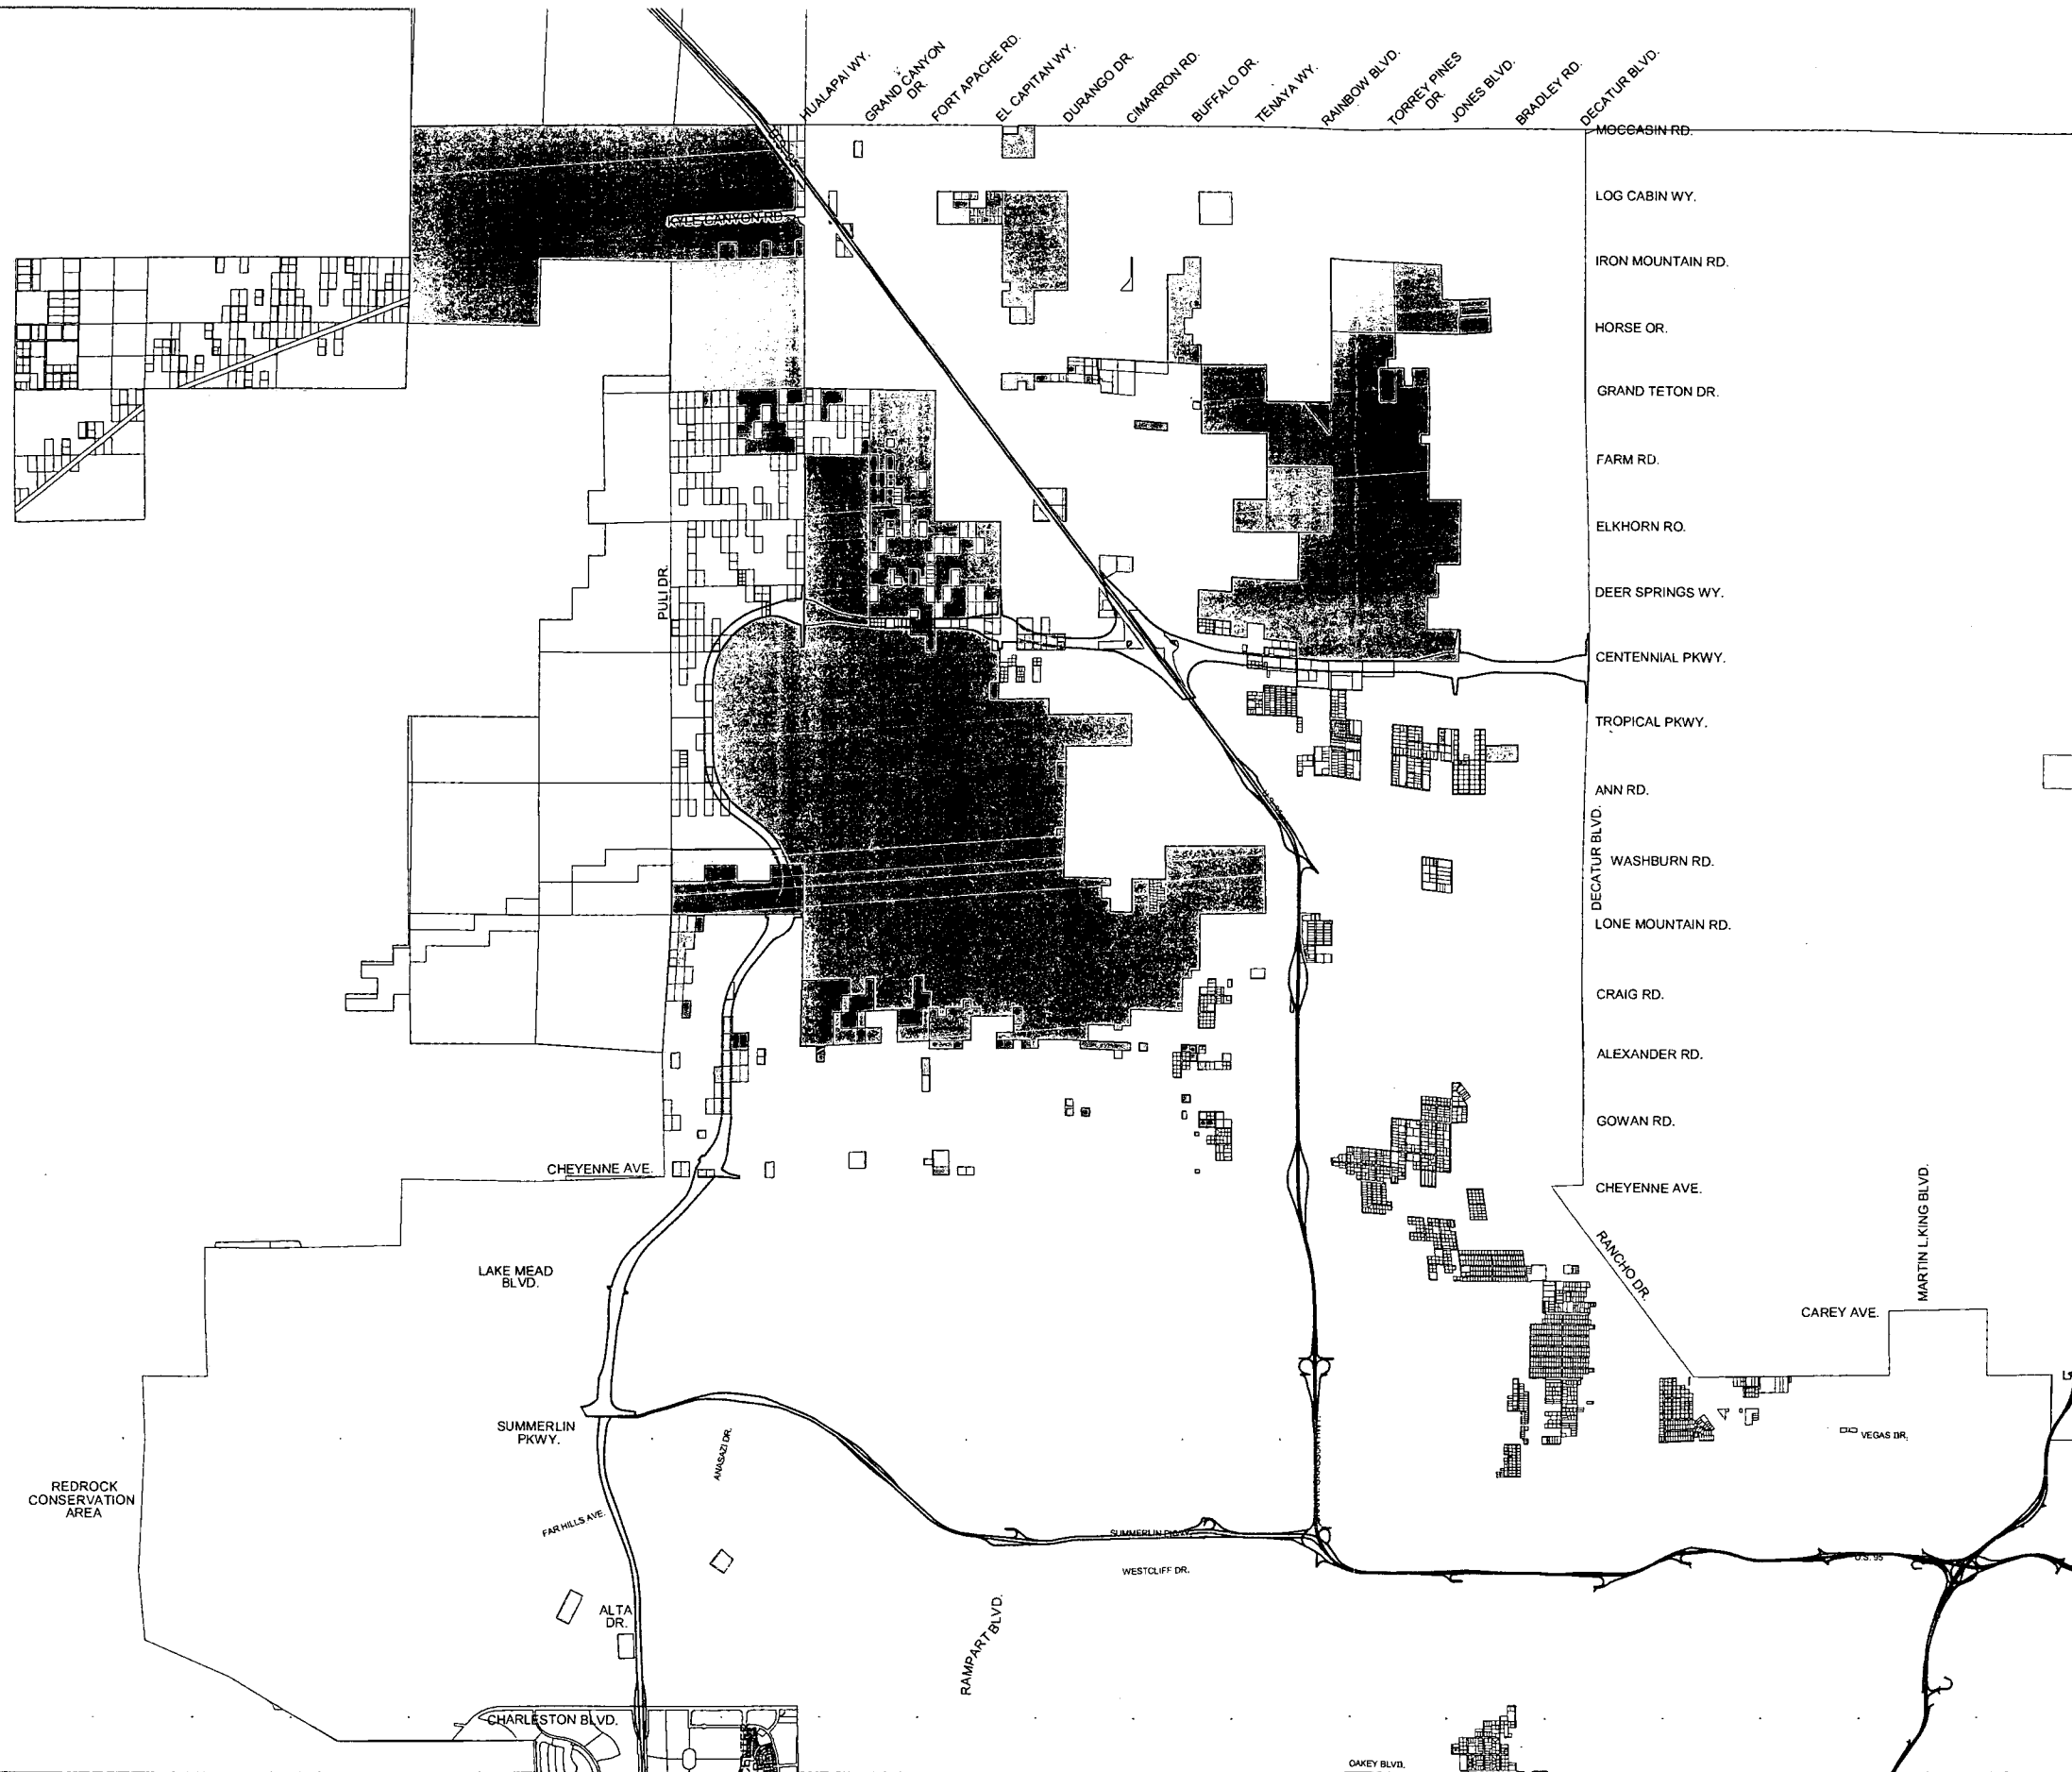 HUALAPAI WY.
GRAND CANYON
DR.
FORT APACHE RD.
EL CAPITAN WY.
DURANGO DR.
CIMARRON RD.
BUFFALO DR.
TENAYA WY.
RAINBOW BLVD.
TORREY PINES
DR.
JONES BLVD.
BRADLEY RD.
DECATUR BLVD.
MOCCASIN RD.
LOG CABIN WY.
KYLE CANYON RD.
IRON MOUNTAIN RD.
HORSE OR.
GRAND TETON DR.
FARM RD.
ELKHORN RO.
PULI DR.
DEER SPRINGS WY.
CENTENNIAL PKWY.
TROPICAL PKWY.
ANN RD.
U.S. 95
DECATUR BLVD.
WASHBURN RD.
LONE MOUNTAIN RD.
CRAIG RD.
ALEXANDER RD.
GOWAN RD.
CHEYENNE AVE.
CHEYENNE AVE.
RANCHO DR.
MARTIN L.KING BLVD.
LAKE MEAD
BLVD.
CAREY AVE.
SUMMERLIN
PKWY.
ANASAZI DR.
VEGAS DR.
REDROCK
CONSERVATION
AREA
FAR HILLS AVE.
SUMMERLIN PKWY.
WESTCLIFF DR.
U.S. 95
ALTA
DR.
RAMPART BLVD.
CHARLESTON BLVD.
OAKEY BLVD.